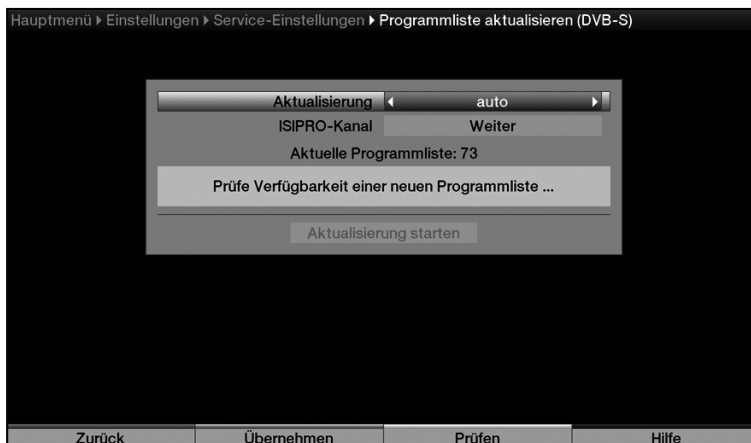 Hauptmenü ▸ Einstellungen ▸ Service-Einstellungen ▸ Programmliste aktualisieren (DVB-S)
Aktualisierung ◂ auto ▸
ISIPRO-Kanal Weiter
Aktuelle Programmliste: 73
Prüfe Verfügbarkeit einer neuen Programmliste ...
Aktualisierung starten
Zurück Übernehmen Prüfen Hilfe